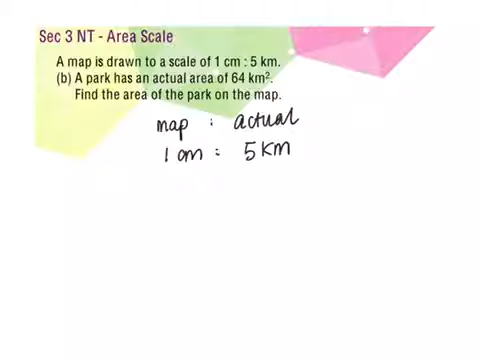 Sec 3 NT - Area Scale
A map is drawn to a scale of 1 cm : 5 km.
(b) A park has an actual area of 64 km².
Find the area of the park on the map.
map : actual
1 cm : 5 km